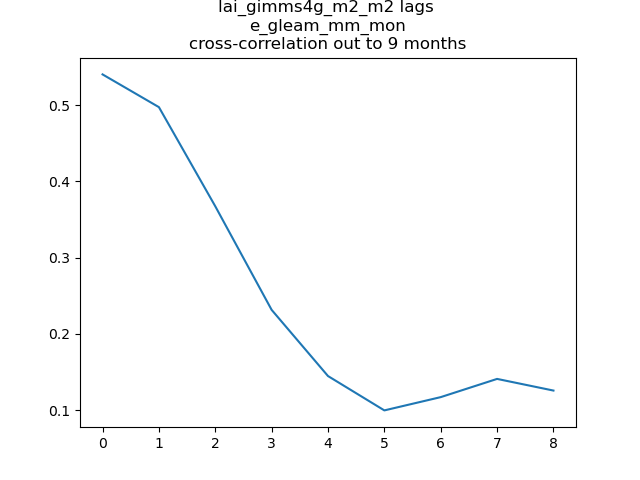 lai_gimms4g_m2_m2 lags
e_gleam_mm_mon
cross-correlation out to 9 months
0.5
0.4
0.3
0.2
0.1
0 1 2 3 4 5 6 7 8